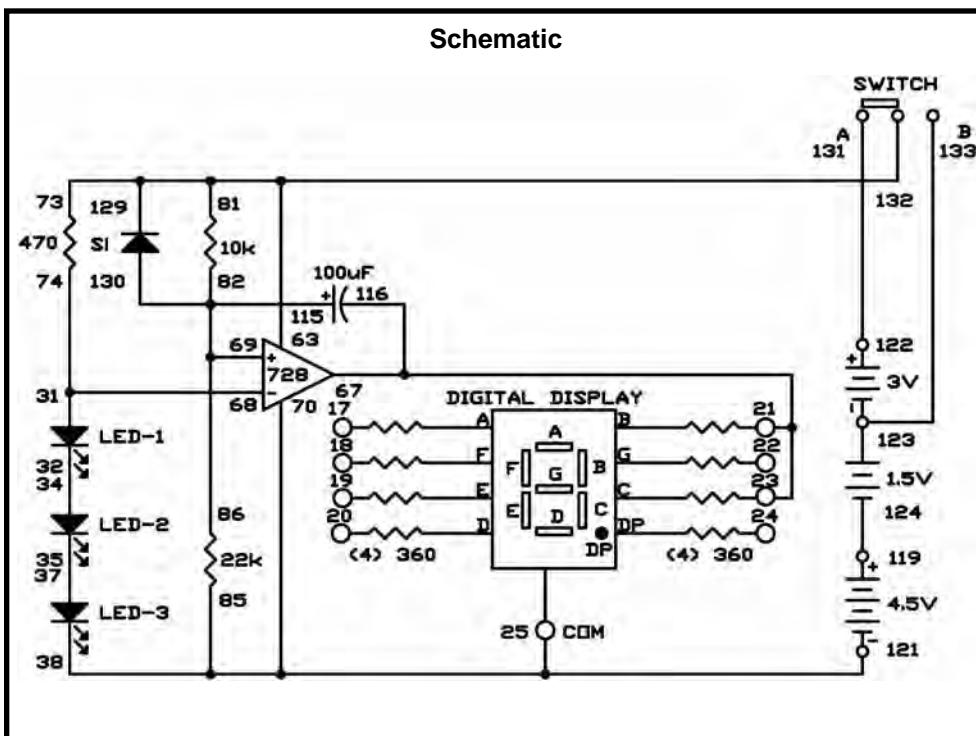 Schematic
SWITCH
A
B
131
133
132
73
129
81
470
S1
10k
74
130
82
100uF
+
116
115
63
69
+
728
-
68
67
70
122
+
3V
-
123
1.5V
124
119
+
4.5V
-
121
31
LED-1
32
34
LED-2
35
37
LED-3
38
86
22k
85
DIGITAL DISPLAY
17
A
A
B
21
18
F
F
B
G
22
G
19
E
E
C
C
23
20
D
D
DP
DP
24
(4) 360
(4) 360
25
COM